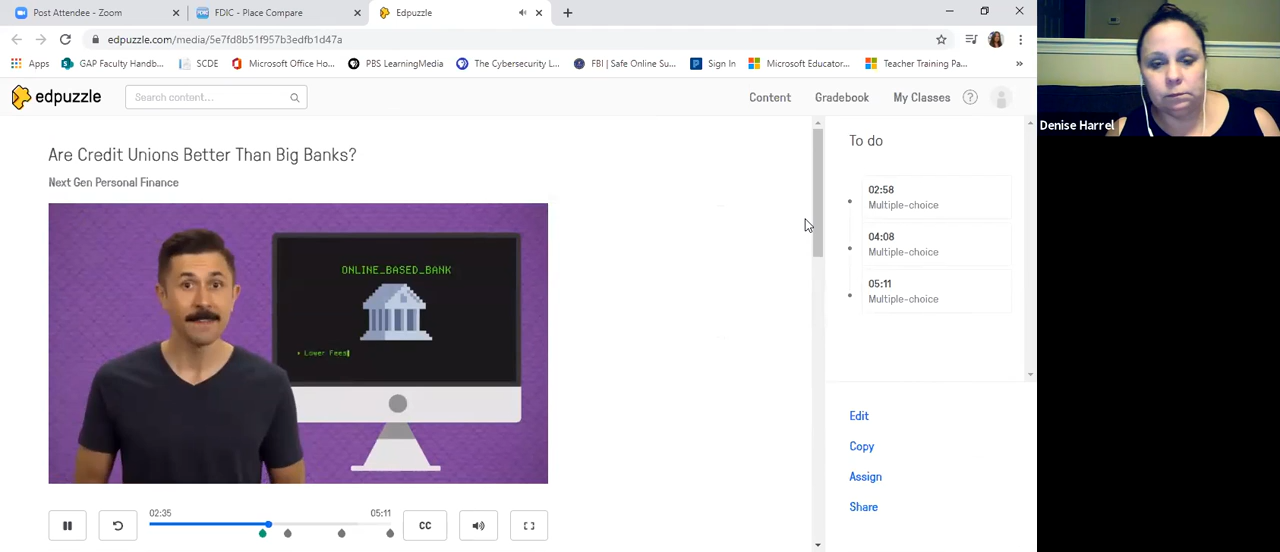 Post Attendee - Zoom
FDIC - Place Compare
Edpuzzle
edpuzzle.com/media/5e7fd8b51f957b3edfb1d47a
Apps
GAP Faculty Handb...
SCDE
Microsoft Office Ho...
PBS LearningMedia
The Cybersecurity L...
FBI | Safe Online Su...
Sign In
Microsoft Educator...
Teacher Training Pa...
»
edpuzzle
Search content...
Content
Gradebook
My Classes
?
Denise Harrel
Are Credit Unions Better Than Big Banks?
Next Gen Personal Finance
ONLINE_BASED_BANK
• Lower Fees
To do
02:58
Multiple-choice
04:08
Multiple-choice
05:11
Multiple-choice
Edit
Copy
Assign
Share
02:35
05:11
CC